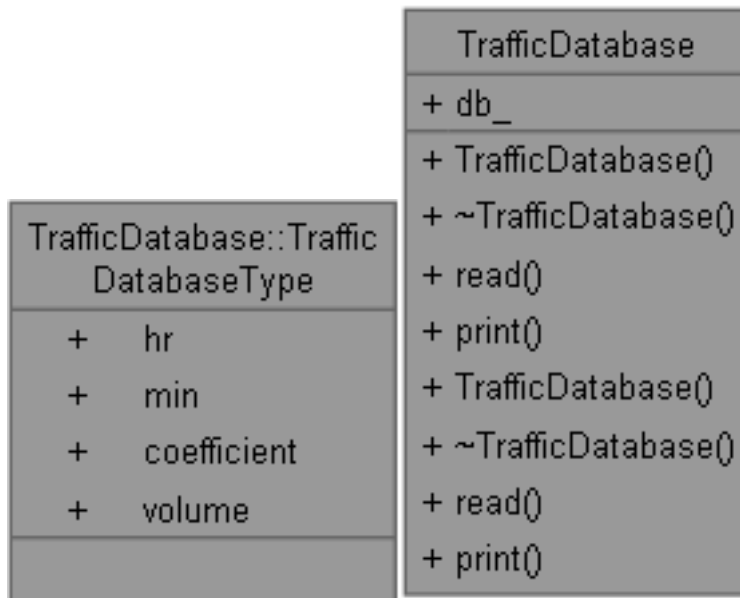 TrafficDatabase::Traffic
DatabaseType
+ hr
+ min
+ coefficient
+ volume
TrafficDatabase
+ db_
+ TrafficDatabase()
+ ~TrafficDatabase()
+ read()
+ print()
+ TrafficDatabase()
+ ~TrafficDatabase()
+ read()
+ print()